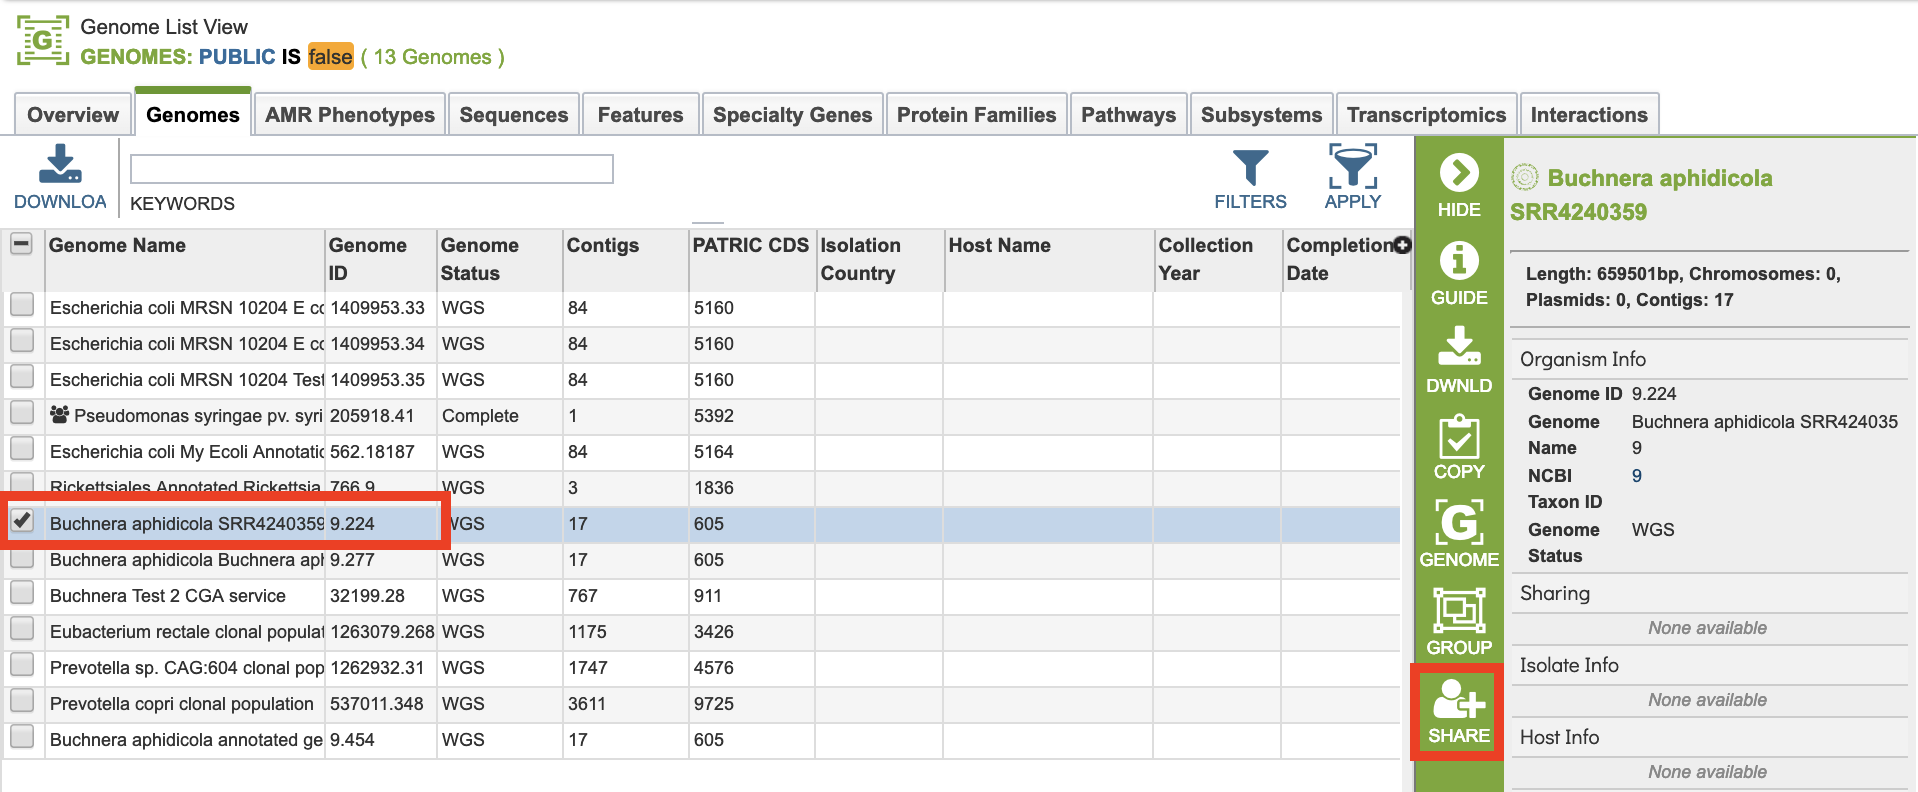 Genome List View
GENOMES: PUBLIC IS false ( 13 Genomes )
Overview Genomes AMR Phenotypes Sequences Features Specialty Genes Protein Families Pathways Subsystems Transcriptomics Interactions
DOWNLOA
KEYWORDS
FILTERS
APPLY
Genome Name Genome ID Genome Status Contigs PATRIC CDS Isolation Country Host Name Collection Year Completion Date
Escherichia coli MRSN 10204 E co 1409953.33 WGS 84 5160
Escherichia coli MRSN 10204 E co 1409953.34 WGS 84 5160
Escherichia coli MRSN 10204 Test 1409953.35 WGS 84 5160
Pseudomonas syringae pv. syri 205918.41 Complete 1 5392
Escherichia coli My Ecoli Annotatio 562.18187 WGS 84 5164
Rickettsiales Annotated Rickettsia 766.9 WGS 3 1836
Buchnera aphidicola SRR4240359 9.224 WGS 17 605
Buchnera aphidicola Buchnera aph 9.277 WGS 17 605
Buchnera Test 2 CGA service 32199.28 WGS 767 911
Eubacterium rectale clonal populat 1263079.268 WGS 1175 3426
Prevotella sp. CAG:604 clonal pop 1262932.31 WGS 1747 4576
Prevotella copri clonal population 537011.348 WGS 3611 9725
Buchnera aphidicola annotated ge 9.454 WGS 17 605
HIDE
GUIDE
DWNLD
COPY
G
GENOME
GROUP
SHARE
Buchnera aphidicola
SRR4240359
Length: 659501bp, Chromosomes: 0,
Plasmids: 0, Contigs: 17
Organism Info
Genome ID 9.224
Genome Buchnera aphidicola SRR424035
Name 9
NCBI 9
Taxon ID
Genome WGS
Status
Sharing
None available
Isolate Info
None available
Host Info
None available